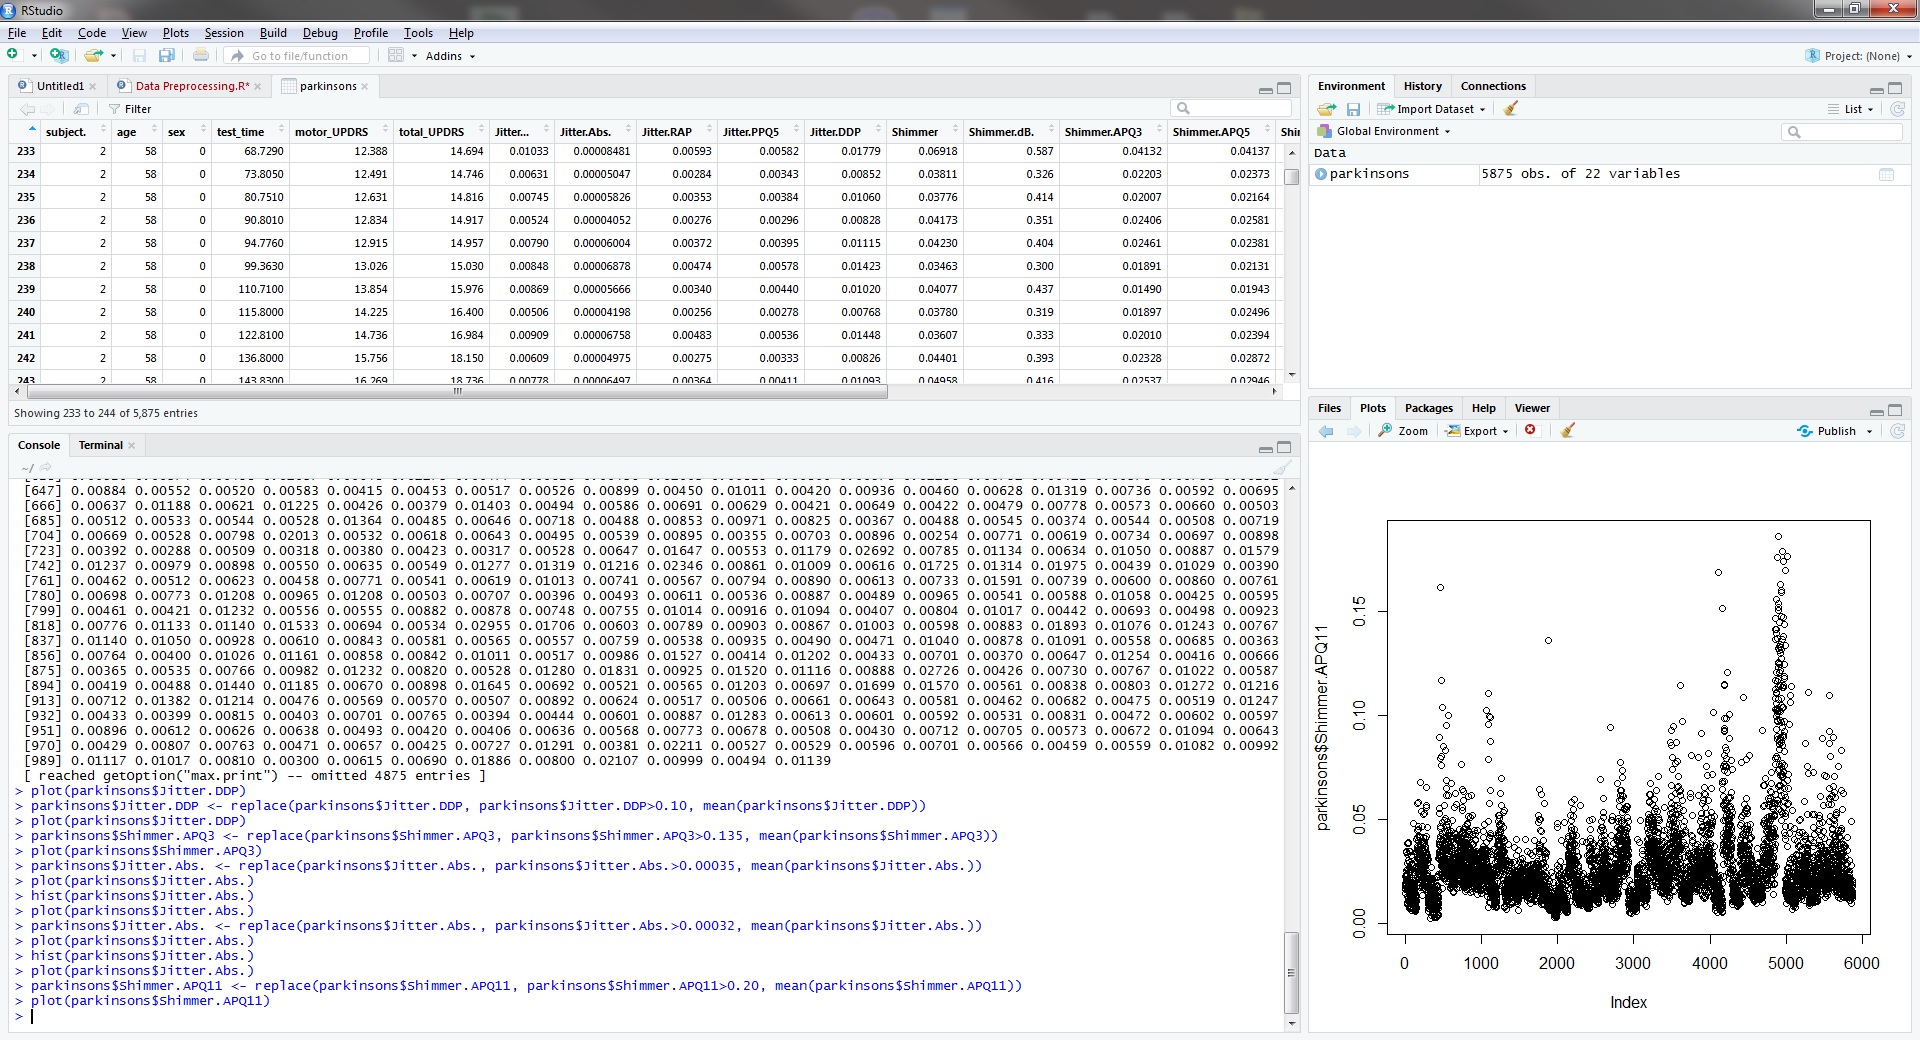 RStudio
File Edit Code View Plots Session Build Debug Profile Tools Help
Go to file/function Addins Project: (None)
Untitled1 Data Preprocessing.R* parkinsons
Filter
subject. age sex test_time motor_UPDRS total_UPDRS Jitter... Jitter.Abs. Jitter.RAP Jitter.PPQ5 Jitter.DDP Shimmer Shimmer.dB. Shimmer.APQ3 Shimmer.APQ5 Shir
233 2 58 0 68.7290 12.388 14.694 0.01033 0.00008481 0.00593 0.00582 0.01779 0.06918 0.587 0.04132 0.04137
234 2 58 0 73.8050 12.491 14.746 0.00631 0.00005047 0.00284 0.00343 0.00852 0.03811 0.326 0.02203 0.02373
235 2 58 0 80.7510 12.631 14.816 0.00745 0.00005826 0.00353 0.00384 0.01060 0.03776 0.414 0.02007 0.02164
236 2 58 0 90.8010 12.834 14.917 0.00524 0.00004052 0.00276 0.00296 0.00828 0.04173 0.351 0.02406 0.02581
237 2 58 0 94.7760 12.915 14.957 0.00790 0.00006004 0.00372 0.00395 0.01115 0.04230 0.404 0.02461 0.02381
238 2 58 0 99.3630 13.026 15.030 0.00848 0.00006878 0.00474 0.00578 0.01423 0.03463 0.300 0.01891 0.02131
239 2 58 0 110.7100 13.854 15.976 0.00869 0.00005666 0.00340 0.00440 0.01020 0.04077 0.437 0.01490 0.01943
240 2 58 0 115.8000 14.225 16.400 0.00506 0.00004198 0.00256 0.00278 0.00768 0.03780 0.319 0.01897 0.02496
241 2 58 0 122.8100 14.736 16.984 0.00909 0.00006758 0.00483 0.00536 0.01448 0.03607 0.333 0.02010 0.02394
242 2 58 0 136.8000 15.756 18.150 0.00609 0.00004975 0.00275 0.00333 0.00826 0.04401 0.393 0.02328 0.02872
243 2 58 0 143.8300 16.269 18.736 0.00778 0.00006497 0.00364 0.00411 0.01093 0.04958 0.416 0.02537 0.02946
Showing 233 to 244 of 5,875 entries
Console Terminal
~/
[647] 0.00884 0.00552 0.00520 0.00583 0.00415 0.00453 0.00517 0.00526 0.00899 0.00450 0.01011 0.00420 0.00936 0.00460 0.00628 0.01319 0.00736 0.00592 0.00695
[666] 0.00637 0.01188 0.00621 0.01225 0.00426 0.00379 0.01403 0.00494 0.00586 0.00691 0.00629 0.00421 0.00649 0.00422 0.00479 0.00778 0.00573 0.00660 0.00503
[685] 0.00512 0.00533 0.00544 0.00528 0.01364 0.00485 0.00646 0.00718 0.00488 0.00853 0.00971 0.00825 0.00367 0.00488 0.00545 0.00374 0.00544 0.00508 0.00719
[704] 0.00669 0.00528 0.00798 0.02013 0.00532 0.00618 0.00643 0.00495 0.00539 0.00895 0.00355 0.00703 0.00896 0.00254 0.00771 0.00619 0.00734 0.00697 0.00898
[723] 0.00392 0.00288 0.00509 0.00318 0.00380 0.00423 0.00317 0.00528 0.00647 0.01647 0.00553 0.01179 0.02692 0.00785 0.01134 0.00634 0.01050 0.00887 0.01579
[742] 0.01237 0.00979 0.00898 0.00550 0.00635 0.00549 0.01277 0.01319 0.01216 0.02346 0.00861 0.01009 0.00616 0.01725 0.01314 0.01975 0.00439 0.01029 0.00390
[761] 0.00462 0.00512 0.00623 0.00458 0.00771 0.00541 0.00619 0.01013 0.00741 0.00567 0.00794 0.00890 0.00613 0.00733 0.01591 0.00739 0.00600 0.00860 0.00761
[780] 0.00698 0.00773 0.01208 0.00965 0.01208 0.00503 0.00707 0.00396 0.00493 0.00611 0.00536 0.00887 0.00489 0.00965 0.00541 0.00588 0.01058 0.00425 0.00595
[799] 0.00461 0.00421 0.01232 0.00556 0.00555 0.00882 0.00878 0.00748 0.00755 0.01014 0.00916 0.01094 0.00407 0.00804 0.01017 0.00442 0.00693 0.00498 0.00923
[818] 0.00776 0.01133 0.01140 0.01533 0.00694 0.00534 0.02955 0.01706 0.00603 0.00789 0.00903 0.00867 0.01003 0.00598 0.00883 0.01893 0.01076 0.01243 0.00767
[837] 0.01140 0.01050 0.00928 0.00610 0.00843 0.00581 0.00565 0.00557 0.00759 0.00538 0.00935 0.00490 0.00471 0.01040 0.00878 0.01091 0.00558 0.00685 0.00363
[856] 0.00764 0.00400 0.01026 0.01161 0.00858 0.00842 0.01011 0.00517 0.00986 0.01527 0.00414 0.01202 0.00433 0.00701 0.00370 0.00647 0.01254 0.00416 0.00666
[875] 0.00365 0.00535 0.00766 0.00982 0.01232 0.00820 0.00528 0.01280 0.01831 0.00925 0.01520 0.01116 0.00888 0.02726 0.00426 0.00730 0.00767 0.01022 0.00587
[894] 0.00419 0.00488 0.01440 0.01185 0.00670 0.00898 0.01645 0.00692 0.00521 0.00565 0.01203 0.00697 0.01699 0.01570 0.00561 0.00838 0.00803 0.01272 0.01216
[913] 0.00712 0.01382 0.01214 0.00476 0.00569 0.00570 0.00507 0.00892 0.00624 0.00517 0.00506 0.00661 0.00643 0.00581 0.00462 0.00682 0.00475 0.00519 0.01247
[932] 0.00433 0.00399 0.00815 0.00403 0.00701 0.00765 0.00394 0.00444 0.00601 0.00887 0.01283 0.00613 0.00601 0.00592 0.00531 0.00831 0.00472 0.00602 0.00597
[951] 0.00896 0.00612 0.00626 0.00638 0.00493 0.00420 0.00406 0.00636 0.00568 0.00773 0.00678 0.00508 0.00430 0.00712 0.00705 0.00573 0.00672 0.01094 0.00643
[970] 0.00429 0.00807 0.00763 0.00471 0.00657 0.00425 0.00727 0.01291 0.00381 0.02211 0.00527 0.00529 0.00596 0.00701 0.00566 0.00459 0.00559 0.01082 0.00992
[989] 0.01117 0.01017 0.00810 0.00300 0.00615 0.00690 0.01886 0.00800 0.02107 0.00999 0.00494 0.01139
[ reached getOption("max.print") -- omitted 4875 entries ]
> plot(parkinsons$Jitter.DDP)
> parkinsons$Jitter.DDP <- replace(parkinsons$Jitter.DDP, parkinsons$Jitter.DDP>0.10, mean(parkinsons$Jitter.DDP))
> plot(parkinsons$Jitter.DDP)
> parkinsons$Shimmer.APQ3 <- replace(parkinsons$Shimmer.APQ3, parkinsons$Shimmer.APQ3>0.135, mean(parkinsons$Shimmer.APQ3))
> plot(parkinsons$Shimmer.APQ3)
> parkinsons$Jitter.Abs. <- replace(parkinsons$Jitter.Abs., parkinsons$Jitter.Abs.>0.00035, mean(parkinsons$Jitter.Abs.))
> plot(parkinsons$Jitter.Abs.)
> hist(parkinsons$Jitter.Abs.)
> plot(parkinsons$Jitter.Abs.)
> parkinsons$Jitter.Abs. <- replace(parkinsons$Jitter.Abs., parkinsons$Jitter.Abs.>0.00032, mean(parkinsons$Jitter.Abs.))
> plot(parkinsons$Jitter.Abs.)
> hist(parkinsons$Jitter.Abs.)
> plot(parkinsons$Jitter.Abs.)
> parkinsons$Shimmer.APQ11 <- replace(parkinsons$Shimmer.APQ11, parkinsons$Shimmer.APQ11>0.20, mean(parkinsons$Shimmer.APQ11))
> plot(parkinsons$Shimmer.APQ11)
>
Environment History Connections
Import Dataset List
Global Environment
Data
parkinsons 5875 obs. of 22 variables
Files Plots Packages Help Viewer
Zoom Export Publish
parkinsons$Shimmer.APQ11
0.15
0.10
0.05
0.00
0 1000 2000 3000 4000 5000 6000
Index